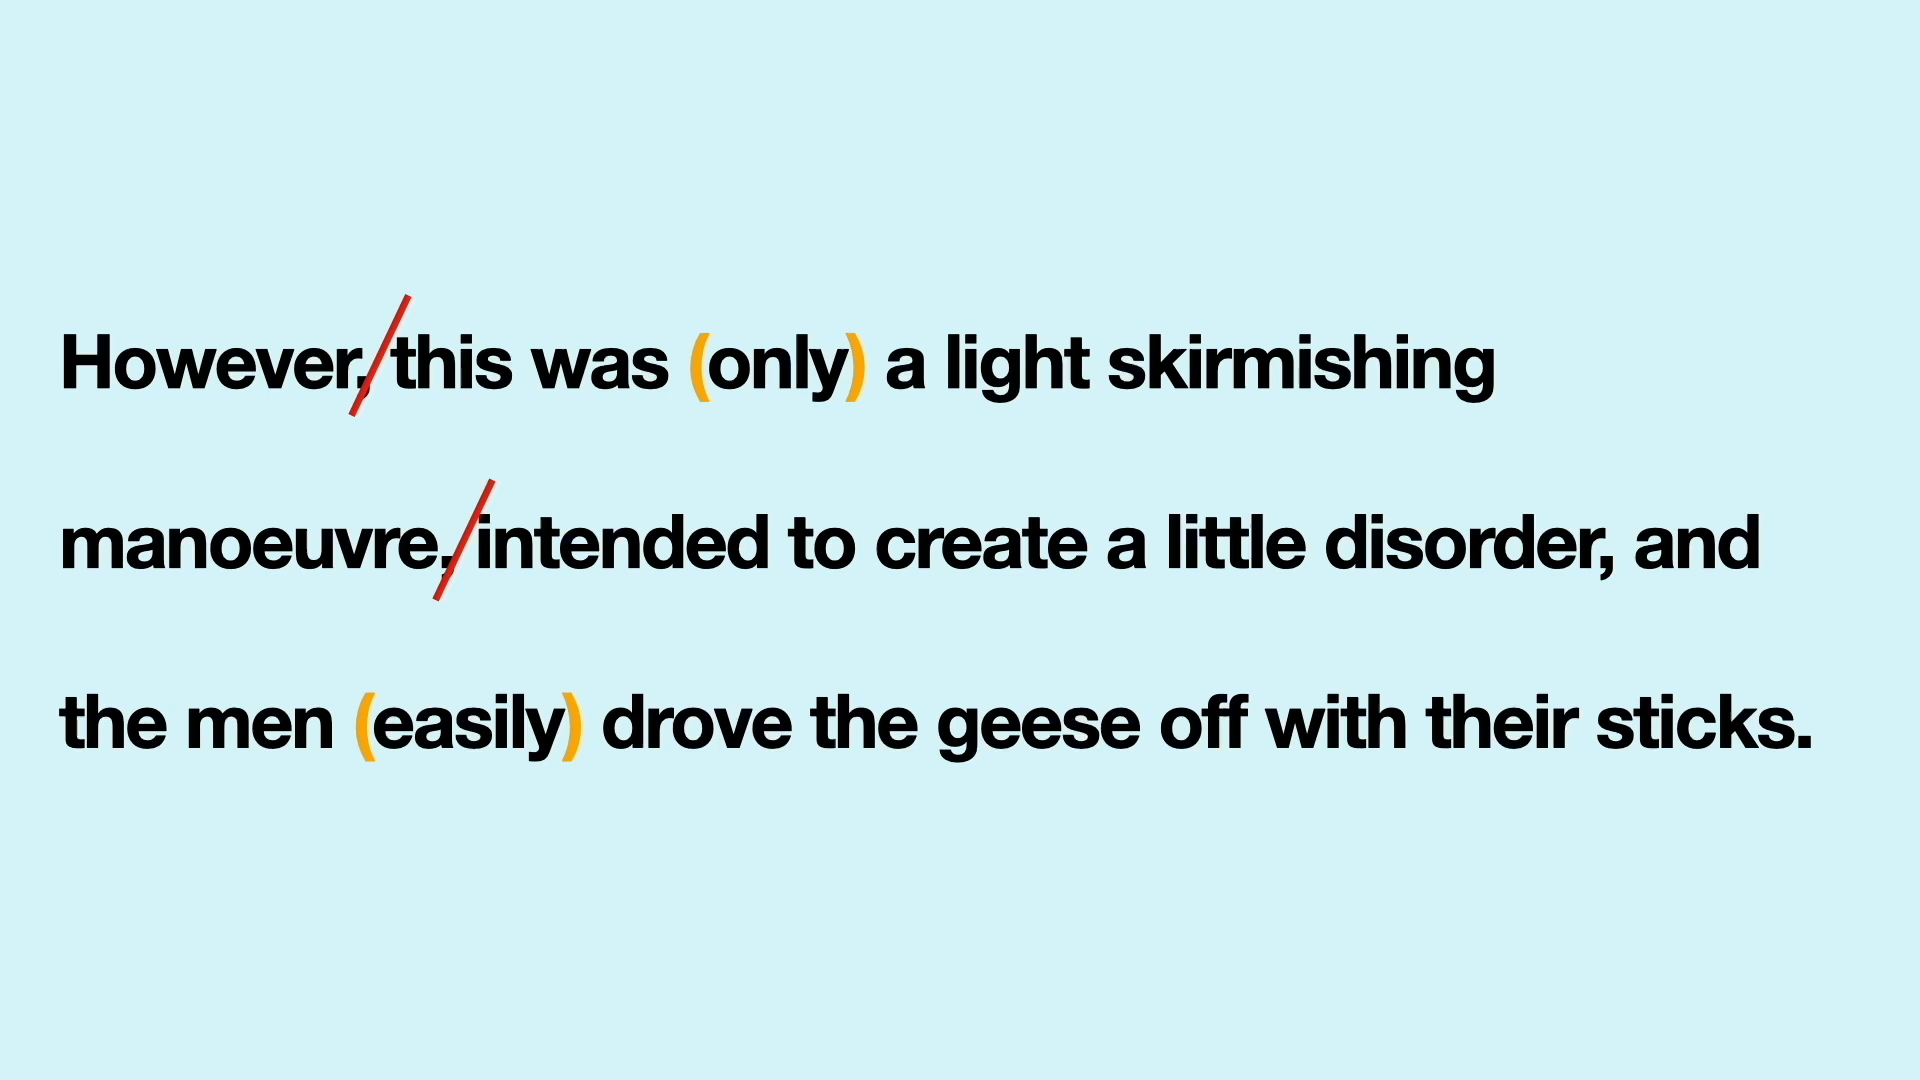 However, this was (only) a light skirmishing
manoeuvre, intended to create a little disorder, and
the men (easily) drove the geese off with their sticks.